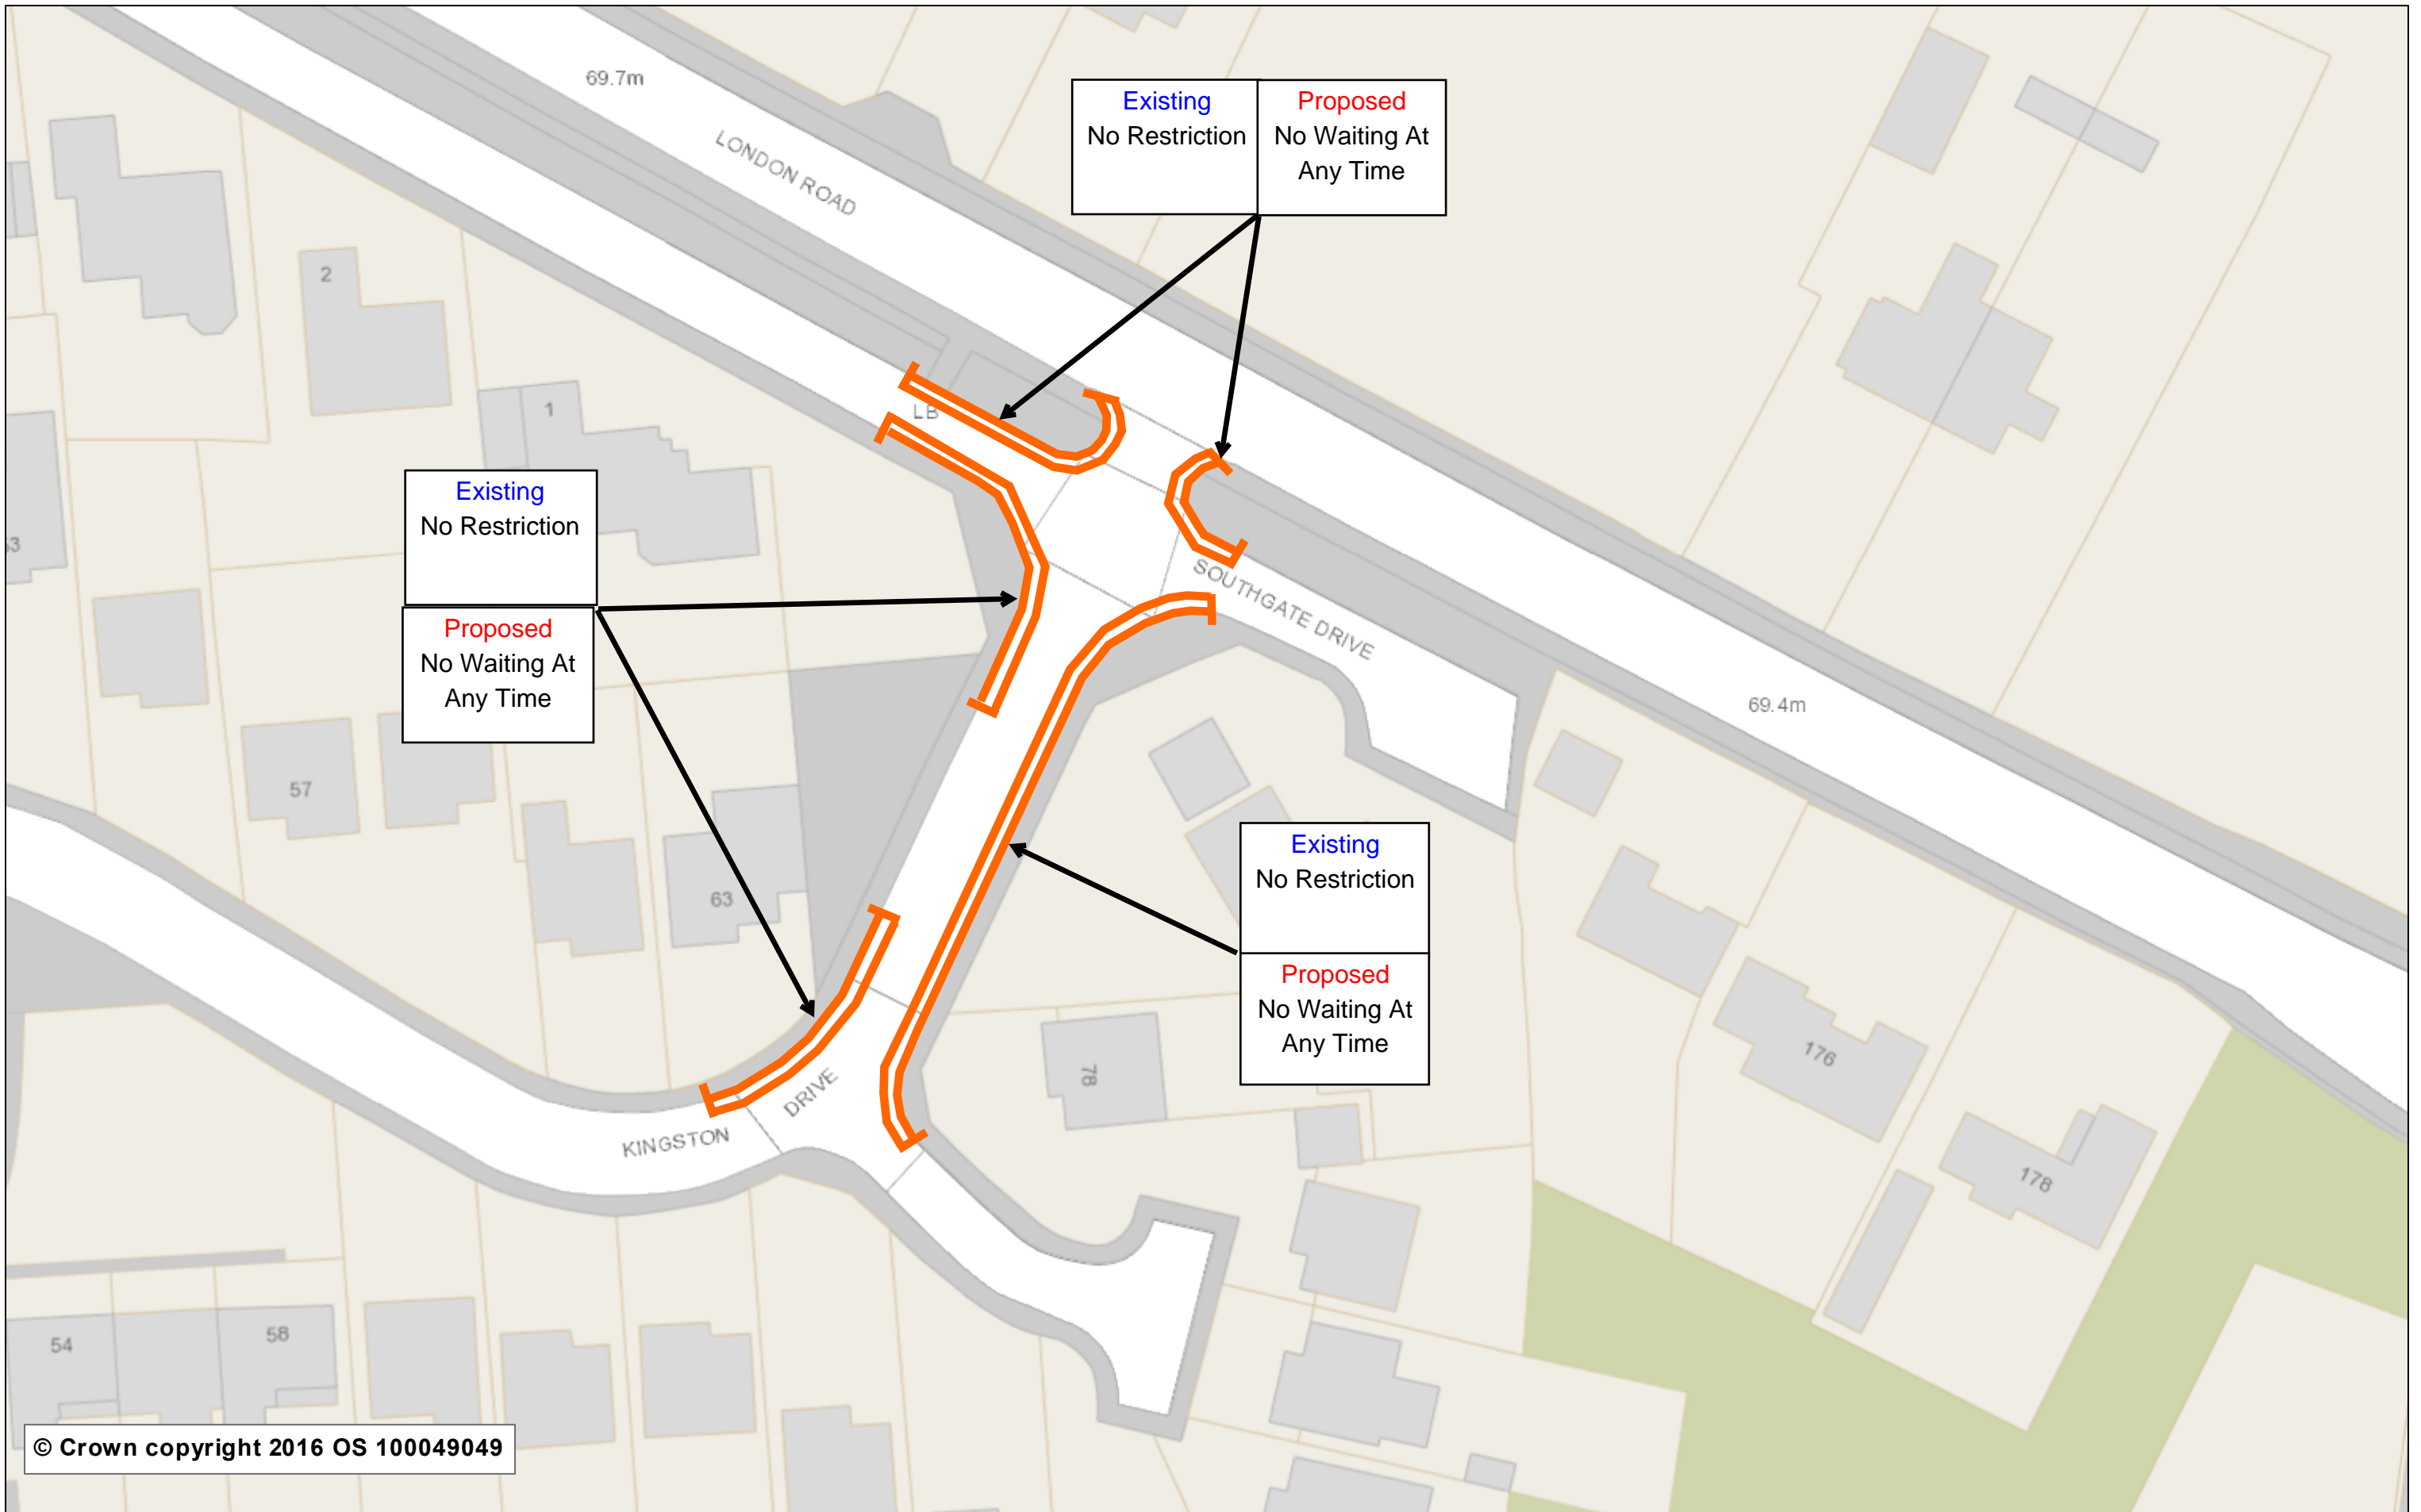 69.7m
LONDON ROAD
Existing
No Restriction
Proposed
No Waiting At
Any Time
2
1
LB
Existing
No Restriction
Proposed
No Waiting At
Any Time
SOUTHGATE DRIVE
69.4m
57
63
Existing
No Restriction
Proposed
No Waiting At
Any Time
78
176
178
KINGSTON
DRIVE
54
58
© Crown copyright 2016 OS 100049049